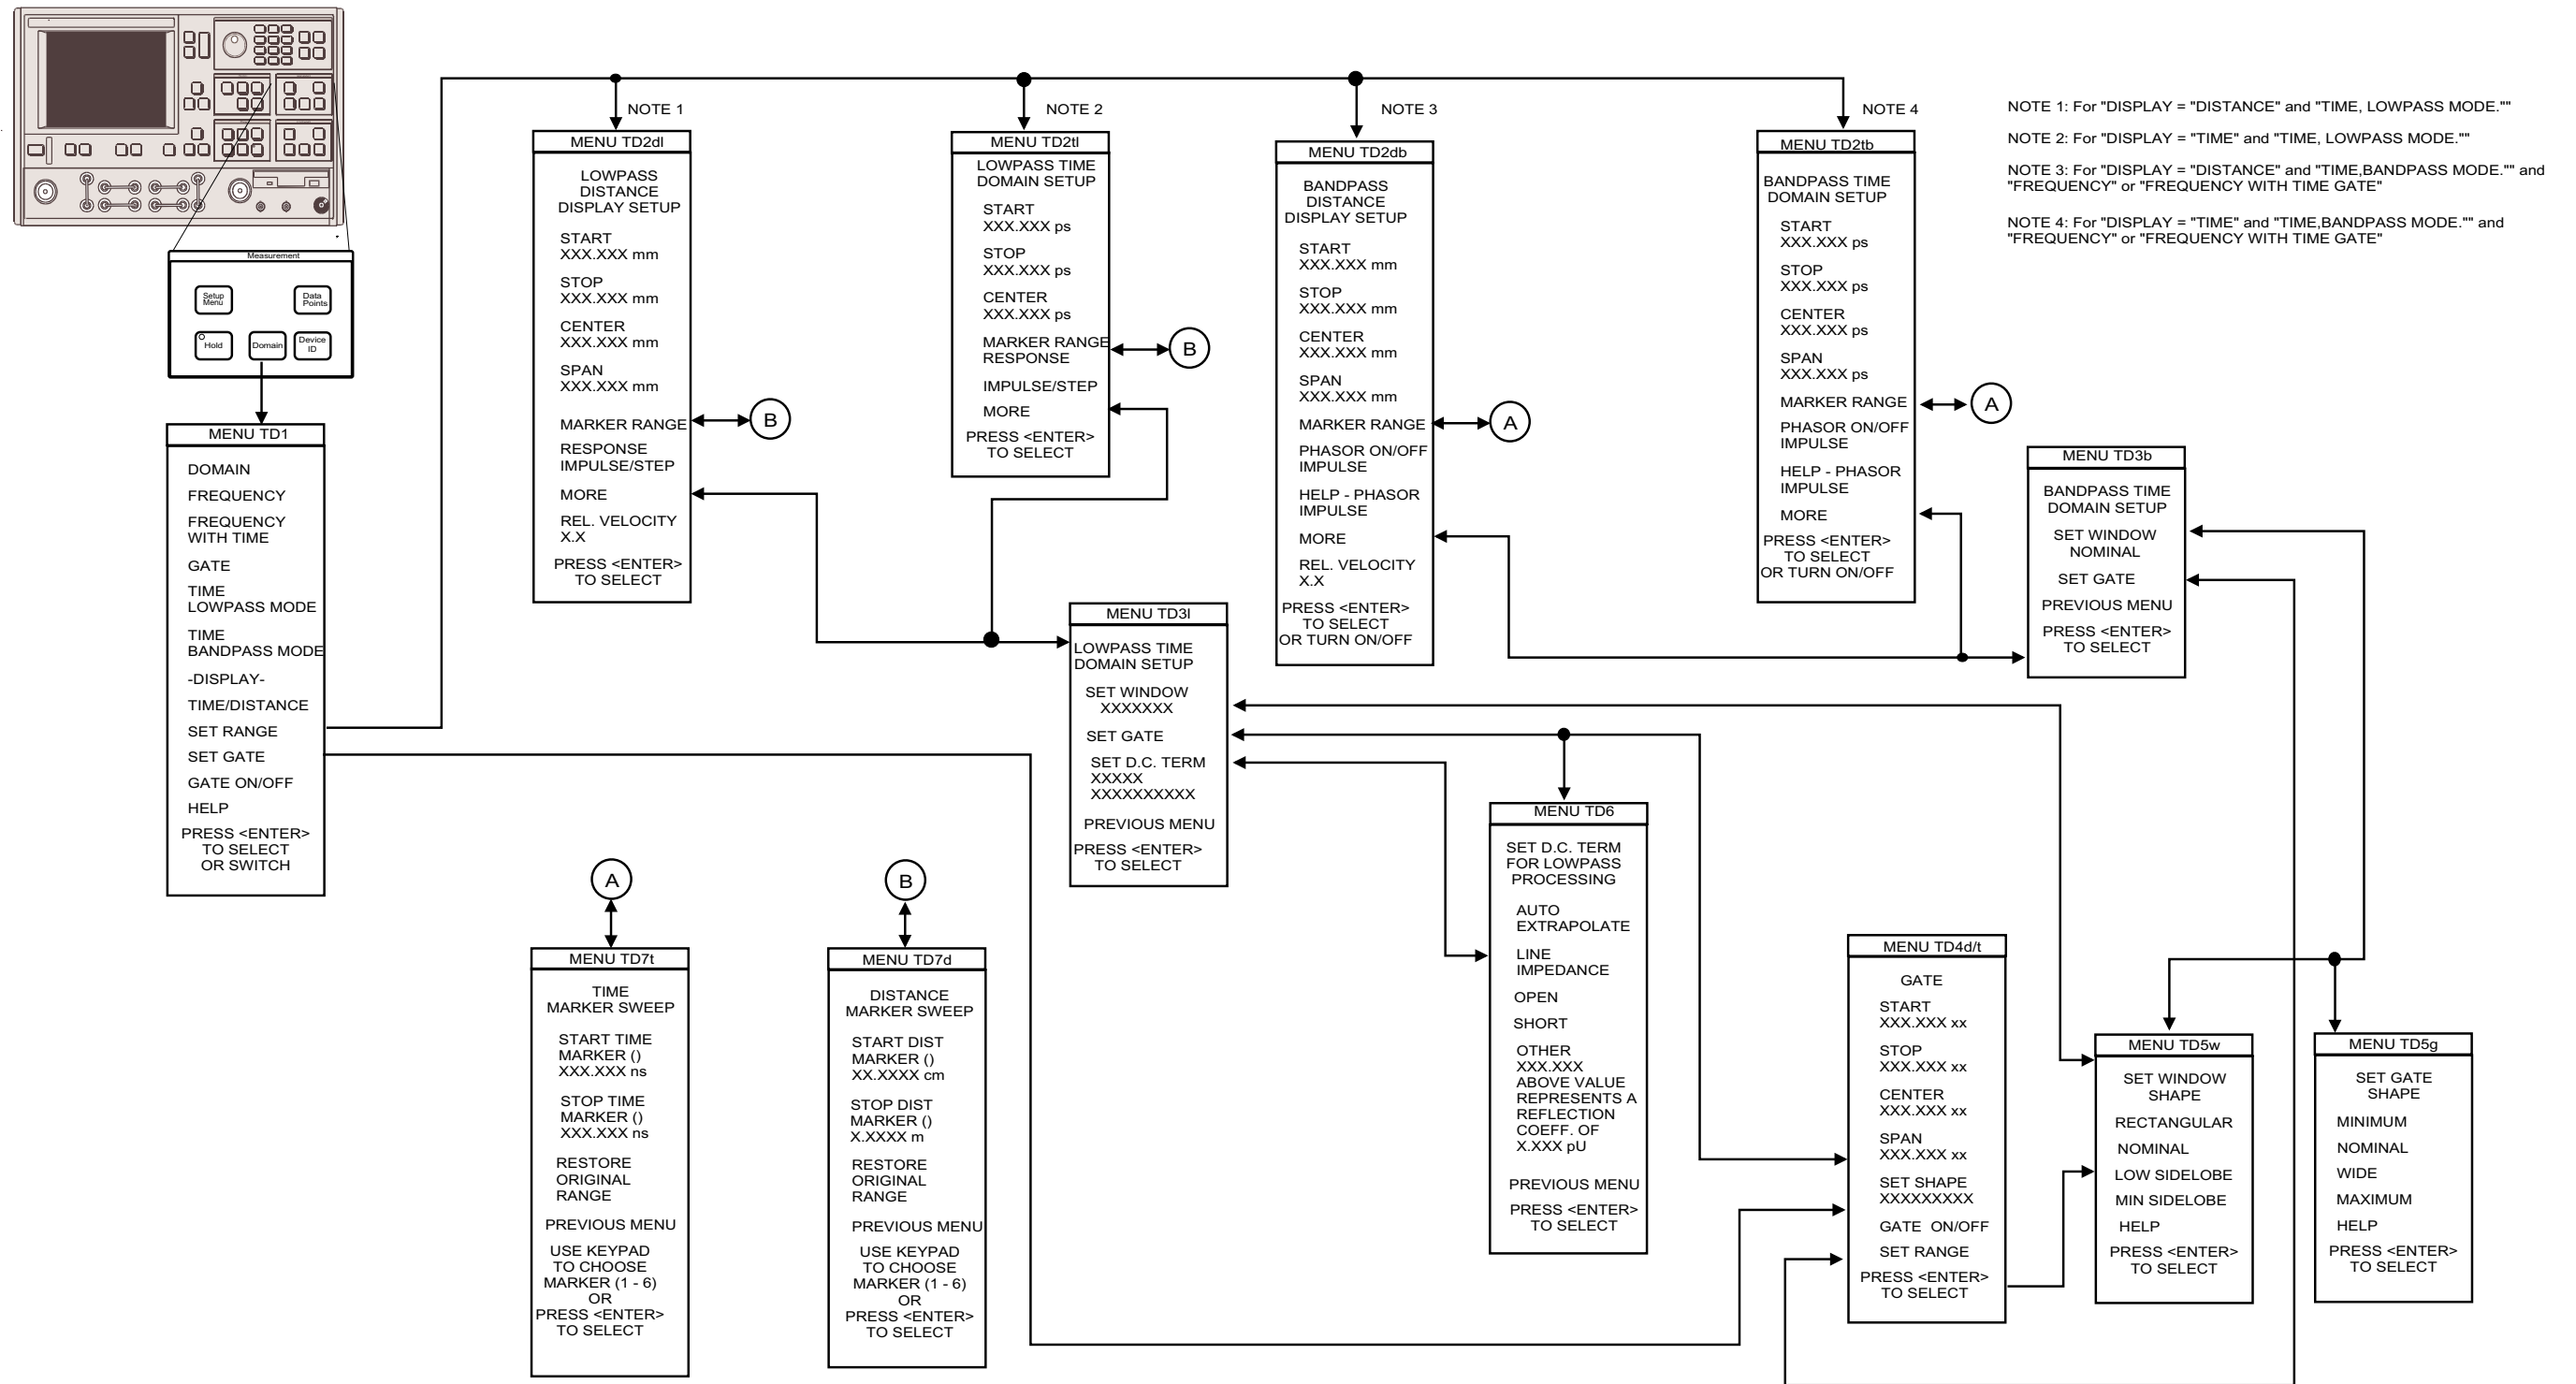 NOTE 1
NOTE 2
NOTE 3
NOTE 4
NOTE 1: For "DISPLAY = "DISTANCE" and "TIME, LOWPASS MODE.""
NOTE 2: For "DISPLAY = "TIME" and "TIME, LOWPASS MODE.""
NOTE 3: For "DISPLAY = "DISTANCE" and "TIME,BANDPASS MODE."" and
"FREQUENCY" or "FREQUENCY WITH TIME GATE"
NOTE 4: For "DISPLAY = "TIME" and "TIME,BANDPASS MODE."" and
"FREQUENCY" or "FREQUENCY WITH TIME GATE"
Measurement
Setup
Menu
Data
Points
Hold
Domain
Device
ID
MENU TD1
DOMAIN
FREQUENCY
FREQUENCY
WITH TIME
GATE
TIME
LOWPASS MODE
TIME
BANDPASS MODE
-DISPLAY-
TIME/DISTANCE
SET RANGE
SET GATE
GATE ON/OFF
HELP
PRESS <ENTER>
TO SELECT
OR SWITCH
MENU TD2dl
LOWPASS
DISTANCE
DISPLAY SETUP
START
XXX.XXX mm
STOP
XXX.XXX mm
CENTER
XXX.XXX mm
SPAN
XXX.XXX mm
MARKER RANGE
RESPONSE
IMPULSE/STEP
MORE
REL. VELOCITY
X.X
PRESS <ENTER>
TO SELECT
B
MENU TD2tl
LOWPASS TIME
DOMAIN SETUP
START
XXX.XXX ps
STOP
XXX.XXX ps
CENTER
XXX.XXX ps
MARKER RANGE
RESPONSE
IMPULSE/STEP
MORE
PRESS <ENTER>
TO SELECT
B
MENU TD2db
BANDPASS
DISTANCE
DISPLAY SETUP
START
XXX.XXX mm
STOP
XXX.XXX mm
CENTER
XXX.XXX mm
SPAN
XXX.XXX mm
MARKER RANGE
PHASOR ON/OFF
IMPULSE
HELP - PHASOR
IMPULSE
MORE
REL. VELOCITY
X.X
PRESS <ENTER>
TO SELECT
OR TURN ON/OFF
A
MENU TD2tb
BANDPASS TIME
DOMAIN SETUP
START
XXX.XXX ps
STOP
XXX.XXX ps
CENTER
XXX.XXX ps
SPAN
XXX.XXX ps
MARKER RANGE
PHASOR ON/OFF
IMPULSE
HELP - PHASOR
IMPULSE
MORE
PRESS <ENTER>
TO SELECT
OR TURN ON/OFF
A
MENU TD3b
BANDPASS TIME
DOMAIN SETUP
SET WINDOW
NOMINAL
SET GATE
PREVIOUS MENU
PRESS <ENTER>
TO SELECT
MENU TD3l
LOWPASS TIME
DOMAIN SETUP
SET WINDOW
XXXXXXX
SET GATE
SET D.C. TERM
XXXXX
XXXXXXXXXX
PREVIOUS MENU
PRESS <ENTER>
TO SELECT
A
MENU TD7t
TIME
MARKER SWEEP
START TIME
MARKER ()
XXX.XXX ns
STOP TIME
MARKER ()
XXX.XXX ns
RESTORE
ORIGINAL
RANGE
PREVIOUS MENU
USE KEYPAD
TO CHOOSE
MARKER (1 - 6)
OR
PRESS <ENTER>
TO SELECT
B
MENU TD7d
DISTANCE
MARKER SWEEP
START DIST
MARKER ()
XX.XXXX cm
STOP DIST
MARKER ()
X.XXXX m
RESTORE
ORIGINAL
RANGE
PREVIOUS MENU
USE KEYPAD
TO CHOOSE
MARKER (1 - 6)
OR
PRESS <ENTER>
TO SELECT
MENU TD6
SET D.C. TERM
FOR LOWPASS
PROCESSING
AUTO
EXTRAPOLATE
LINE
IMPEDANCE
OPEN
SHORT
OTHER
XXX.XXX
ABOVE VALUE
REPRESENTS A
REFLECTION
COEFF. OF
X.XXX pU
PREVIOUS MENU
PRESS <ENTER>
TO SELECT
MENU TD4d/t
GATE
START
XXX.XXX xx
STOP
XXX.XXX xx
CENTER
XXX.XXX xx
SPAN
XXX.XXX xx
SET SHAPE
XXXXXXXXX
GATE ON/OFF
SET RANGE
PRESS <ENTER>
TO SELECT
MENU TD5w
SET WINDOW
SHAPE
RECTANGULAR
NOMINAL
LOW SIDELOBE
MIN SIDELOBE
HELP
PRESS <ENTER>
TO SELECT
MENU TD5g
SET GATE
SHAPE
MINIMUM
NOMINAL
WIDE
MAXIMUM
HELP
PRESS <ENTER>
TO SELECT